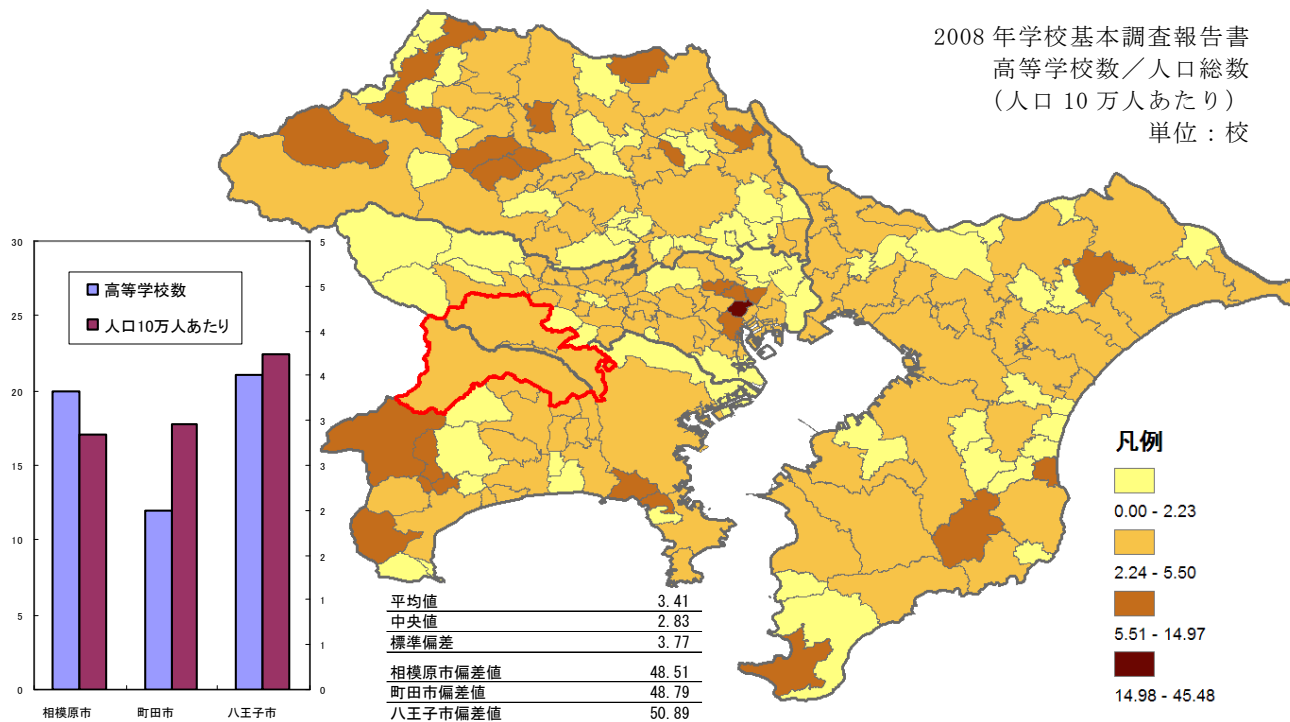 2008 年学校基本調査報告書
高等学校数／人口総数
（人口 10 万人あたり）
単位：校
30
25
20
15
10
5
0
高等学校数
人口10万人あたり
5
5
4
4
3
3
2
2
1
1
0
相模原市
町田市
八王子市
平均値 3.41
中央値 2.83
標準偏差 3.77
相模原市偏差値 48.51
町田市偏差値 48.79
八王子市偏差値 50.89
凡例
0.00 - 2.23
2.24 - 5.50
5.51 - 14.97
14.98 - 45.48